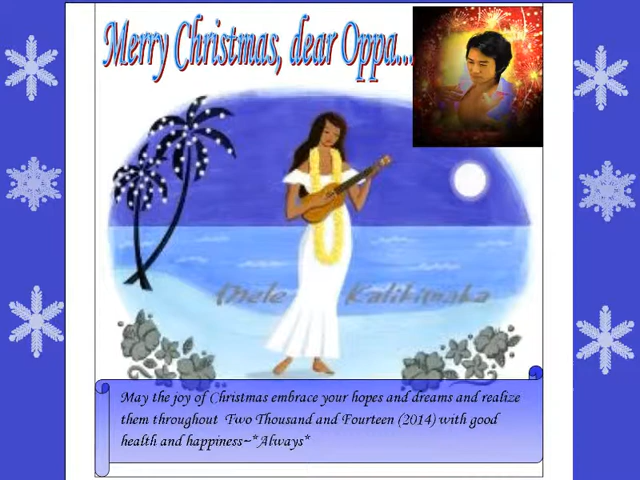 Merry Christmas, dear Oppa...
Mele Kalikimaka
May the joy of Christmas embrace your hopes and dreams and realize
them throughout  Two Thousand and Fourteen (2014) with good
health and happiness~*Always*